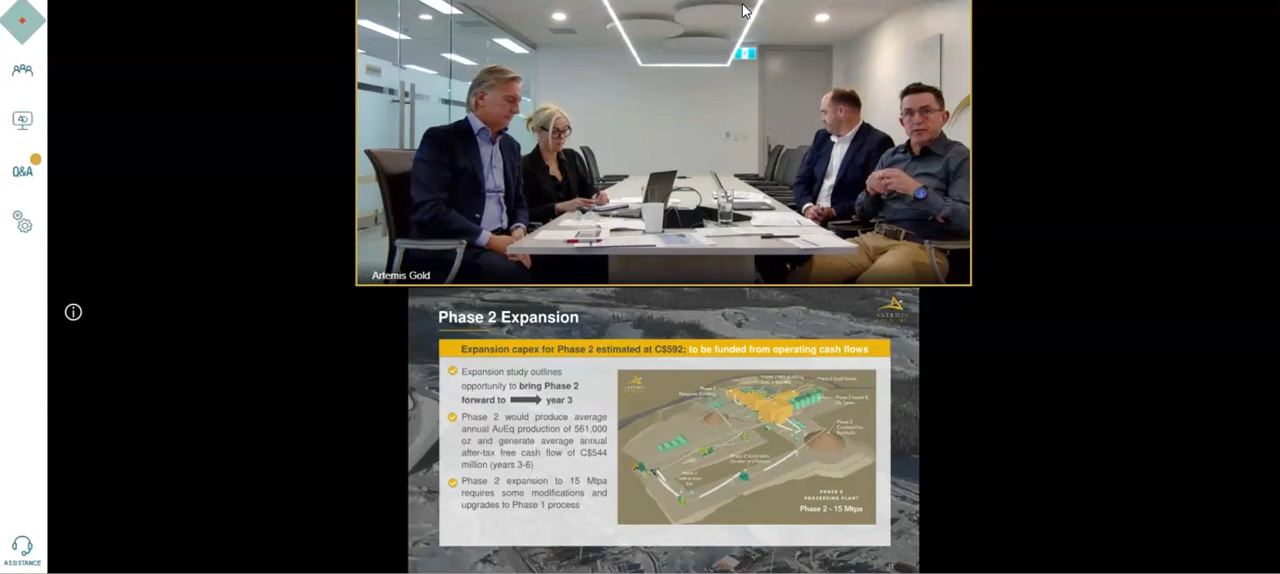 Q&A
ASSISTANCE
Artemis Gold
Phase 2 Expansion
ARTEMIS
Expansion capex for Phase 2 estimated at C$592; to be funded from operating cash flows
Expansion study outlines
opportunity to bring Phase 2
forward to year 3
Phase 2 would produce average
annual AuEq production of 561,000
oz and generate average annual
after-tax free cash flow of C$544
million (years 3-6)
Phase 2 expansion to 15 Mtpa
requires some modifications and
upgrades to Phase 1 process
PROCESSING PLANT
Phase 2 - 15 Mtpa